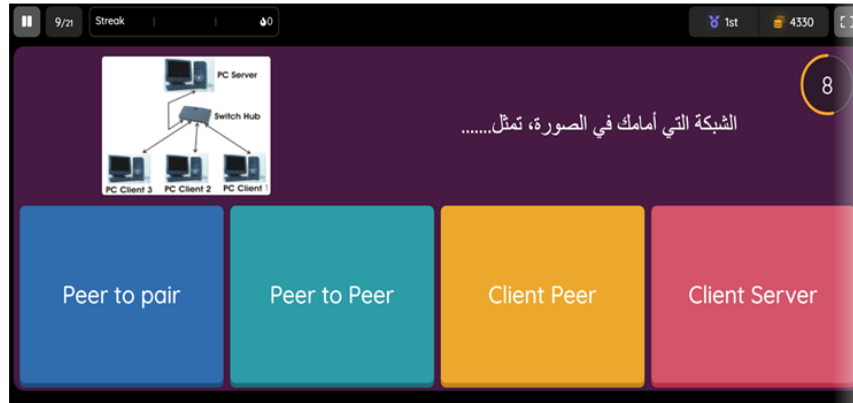 9/21
Streak
0
1st
4330
8
PC Server
Switch Hub
PC Client 3
PC Client 2
PC Client 1
الشبكة التي أمامك في الصورة، تمثل.......
Peer to pair
Peer to Peer
Client Peer
Client Server